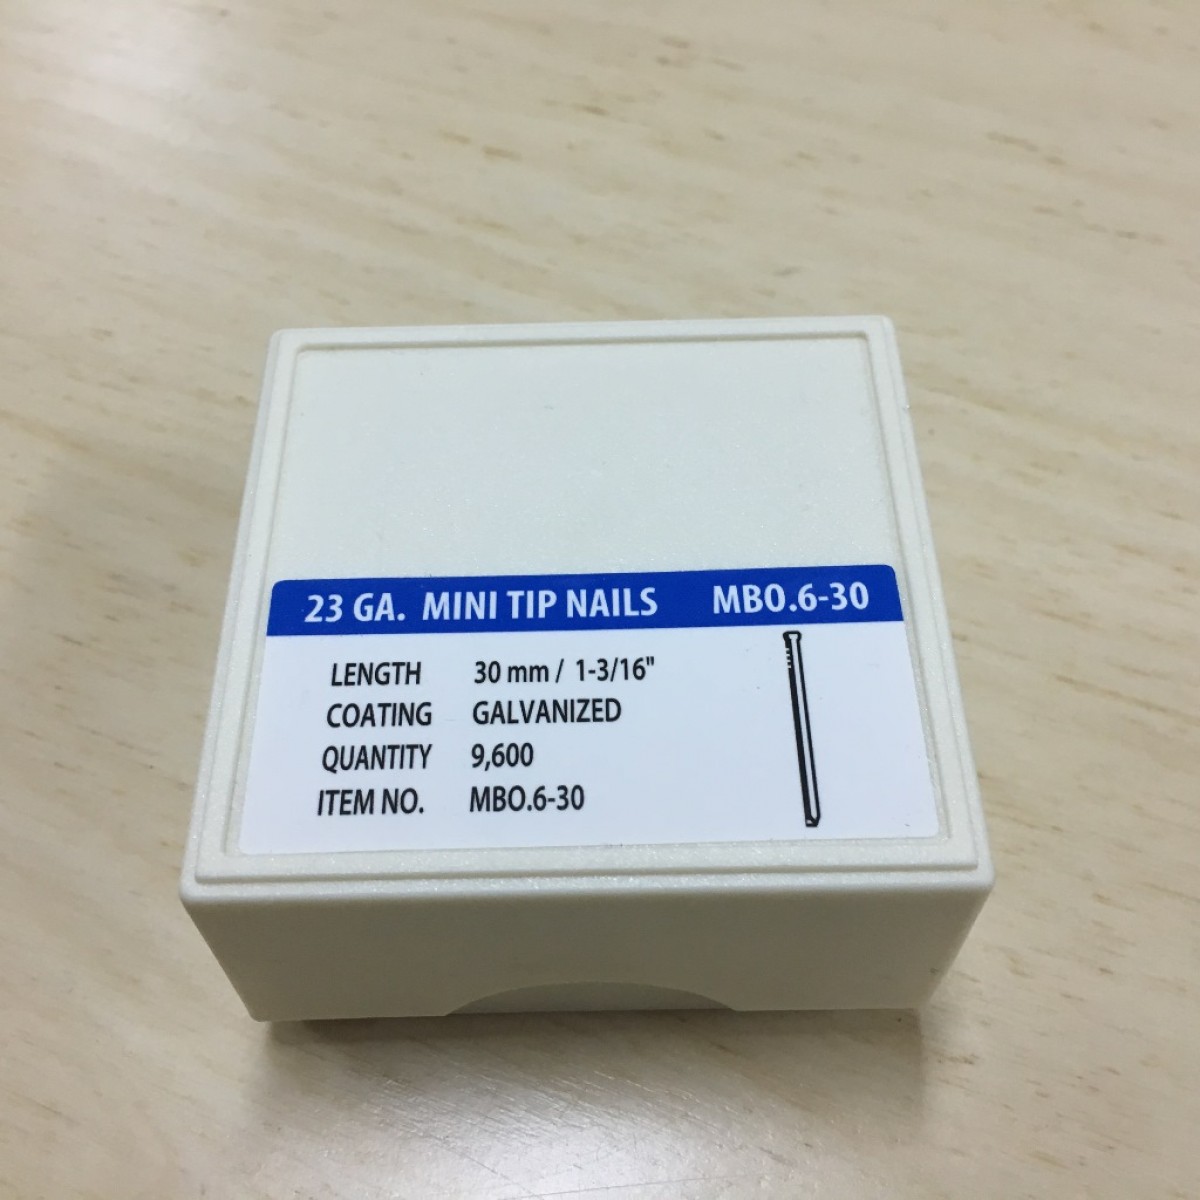 23 GA. MINI TIP NAILS MBO.6-30
LENGTH 30 mm / 1-3/16"
COATING GALVANIZED
QUANTITY 9,600
ITEM NO. MBO.6-30